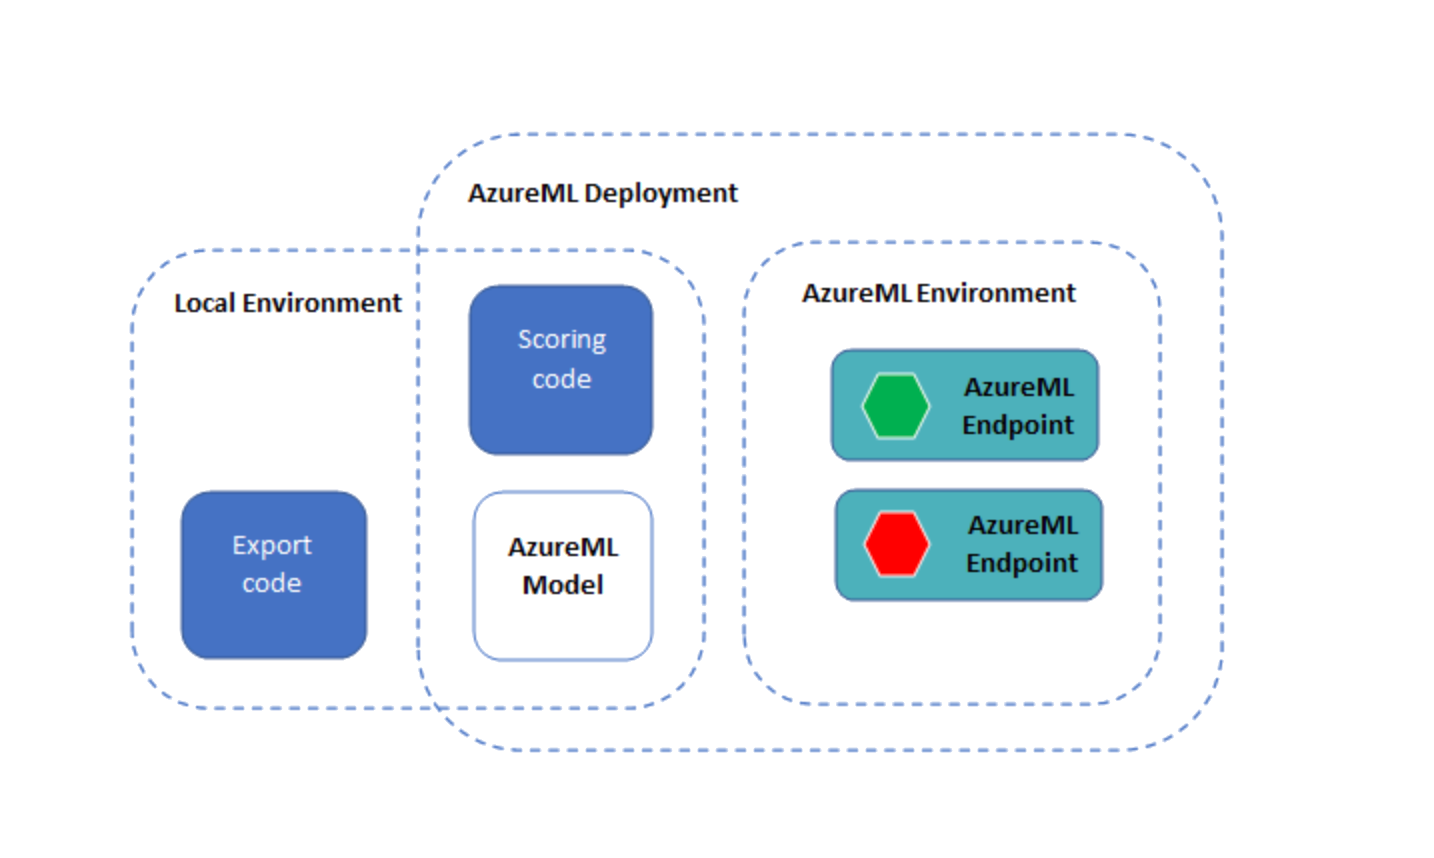 AzureML Deployment
Local Environment
Scoring
code
Export
code
AzureML
Model
AzureML Environment
AzureML
Endpoint
AzureML
Endpoint